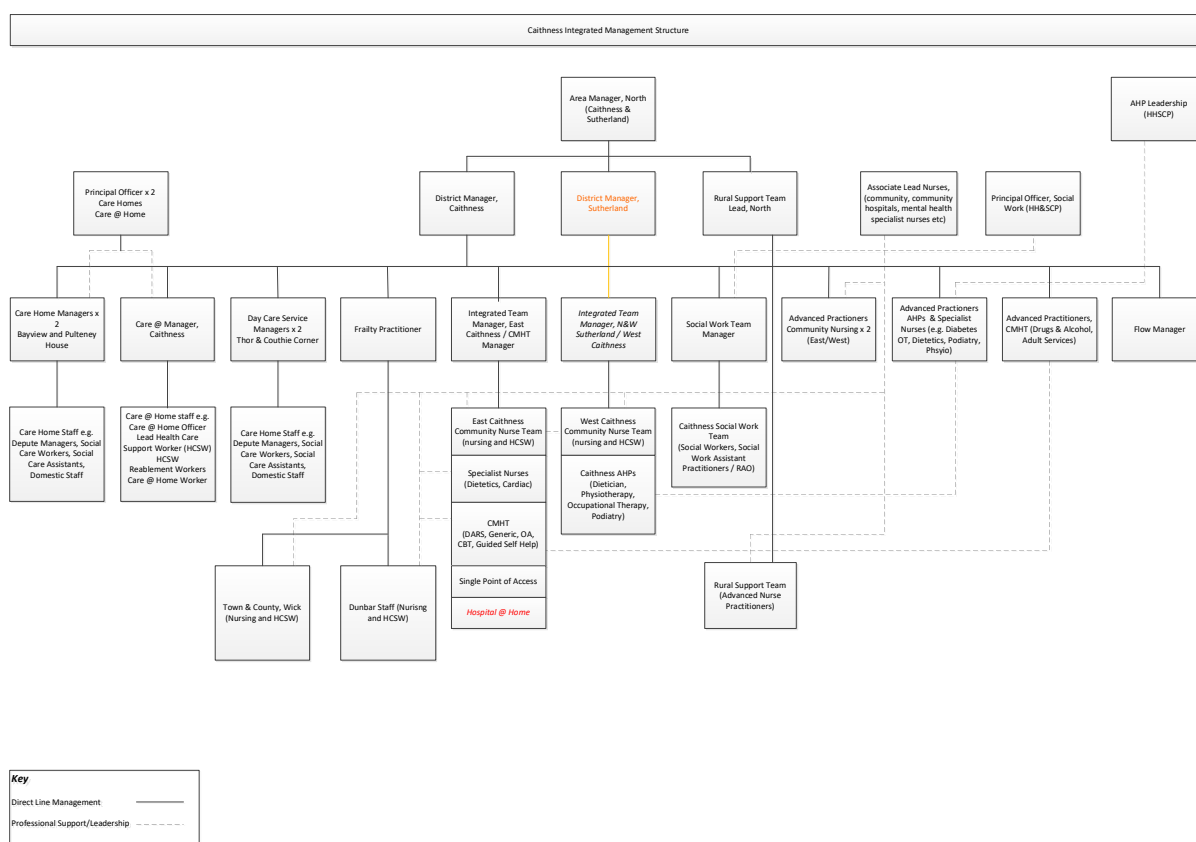 Caithness Integrated Management Structure
Area Manager, North
(Caithness &
Sutherland)
AHP Leadership
(HHSCP)
Principal Officer x 2
Care Homes
Care @ Home
District Manager,
Caithness
District Manager,
Sutherland
Rural Support Team
Lead, North
Associate Lead Nurses,
(community, community
hospitals, mental health
specialist nurses etc)
Principal Officer, Social
Work (HH&SCP)
Care Home Managers x
2
Bayview and Pulteney
House
Care @ Manager,
Caithness
Day Care Service
Managers x 2
Thor & Couthie Corner
Frailty Practitioner
Integrated Team
Manager, East
Caithness / CMHT
Manager
Integrated Team
Manager, N&W
Sutherland / West
Caithness
Social Work Team
Manager
Advanced Practioners
Community Nursing x 2
(East/West)
Advanced Practioners
AHPs & Specialist
Nurses (e.g. Diabetes
OT, Dietetics, Podiatry,
Phsyio)
Advanced Practioners,
CMHT (Drugs & Alcohol,
Adult Services)
Flow Manager
Care Home Staff e.g.
Depute Managers, Social
Care Workers, Social
Care Assistants,
Domestic Staff
Care @ Home staff e.g.
Care @ Home Officer
Lead Health Care
Support Worker (HCSW)
HCSW
Reablement Workers
Care @ Home Worker
Care Home Staff e.g.
Depute Managers, Social
Care Workers, Social
Care Assistants,
Domestic Staff
East Caithness
Community Nurse Team
(nursing and HCSW)
Specialist Nurses
(Dietetics, Cardiac)
CMHT
(DARS, Generic, OA,
CBT, Guided Self Help)
Single Point of Access
Hospital @ Home
West Caithness
Community Nurse Team
(nursing and HCSW)
Caithness AHPs
(Dietician,
Physiotherapy,
Occupational Therapy,
Podiatry)
Caithness Social Work
Team
(Social Workers, Social
Work Assistant
Practitioners / RAO)
Town & County, Wick
(Nursing and HCSW)
Dunbar Staff (Nurisng
and HCSW)
Rural Support Team
(Advanced Nurse
Practitioners)
Key
Direct Line Management
Professional Support/Leadership